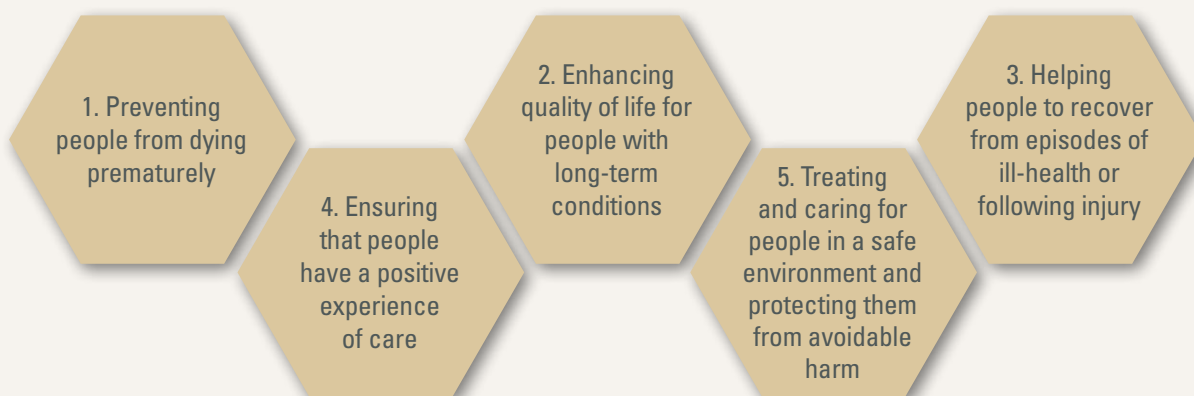 1. Preventing
people from dying
prematurely
2. Enhancing
quality of life for
people with
long-term
conditions
3. Helping
people to recover
from episodes of
ill-health or
following injury
4. Ensuring
that people
have a positive
experience
of care
5. Treating
and caring for
people in a safe
environment and
protecting them
from avoidable
harm